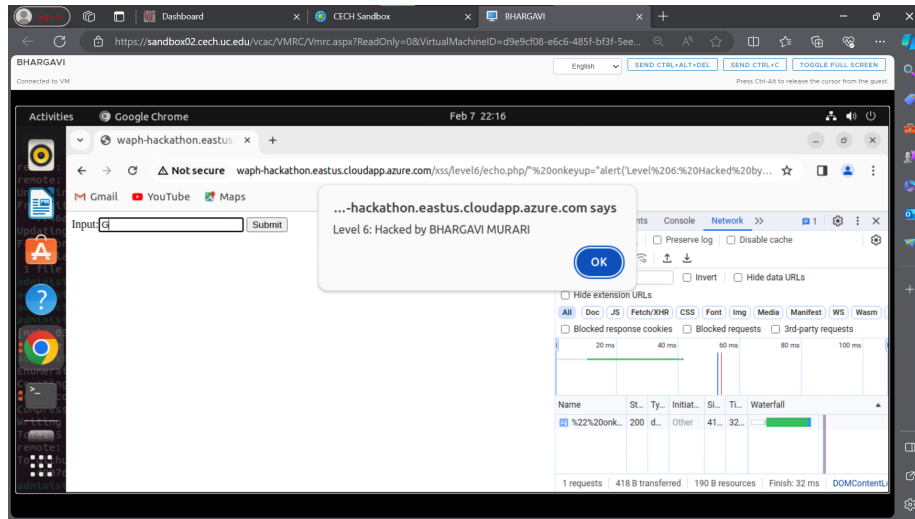 Dashboard
CECH Sandbox
BHARGAVI
https://sandbox02.cech.uc.edu/vcac/VMRC/Vmrc.aspx?ReadOnly=0&VirtualMachineID=d9e9cf08-e6c6-485f-bf3f-5ee...
BHARGAVI
Connected to VM
English
SEND CTRL+ALT+DEL
SEND CTRL+C
TOGGLE FULL SCREEN
Press Ctrl-Alt to release the cursor from the guest
Activities
Google Chrome
Feb 7 22:16
waph-hackathon.eastus
Not secure
waph-hackathon.eastus.cloudapp.azure.com/xss/level6/echo.php/"%20onkeyup="alert('Level%206:%20Hacked%20by...
Gmail
YouTube
Maps
Input:
G
Submit
...-hackathon.eastus.cloudapp.azure.com says
Level 6: Hacked by BHARGAVI MURARI
OK
Console
Network
1
Preserve log
Disable cache
Invert
Hide data URLs
Hide extension URLs
All
Doc
JS
Fetch/XHR
CSS
Font
Img
Media
Manifest
WS
Wasm
Blocked response cookies
Blocked requests
3rd-party requests
20 ms
40 ms
60 ms
80 ms
100 ms
Name
St...
Ty...
Initiat...
Si...
Ti...
Waterfall
%22%20onk...
200
d...
Other
41...
32...
1 requests
418 B transferred
190 B resources
Finish: 32 ms
DOMContentL